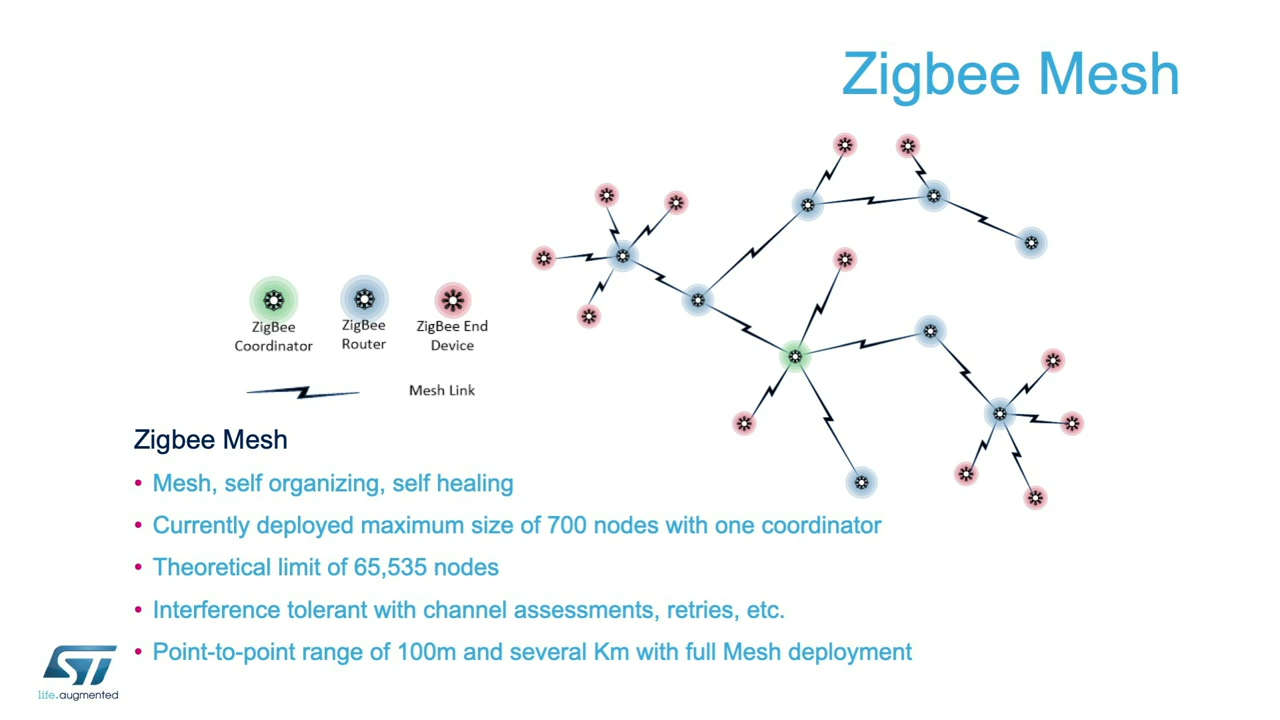 Zigbee Mesh
ZigBee
Coordinator
ZigBee
Router
ZigBee End
Device
Mesh Link
Zigbee Mesh
• Mesh, self organizing, self healing
• Currently deployed maximum size of 700 nodes with one coordinator
• Theoretical limit of 65,535 nodes
• Interference tolerant with channel assessments, retries, etc.
• Point-to-point range of 100m and several Km with full Mesh deployment
ST
life.augmented